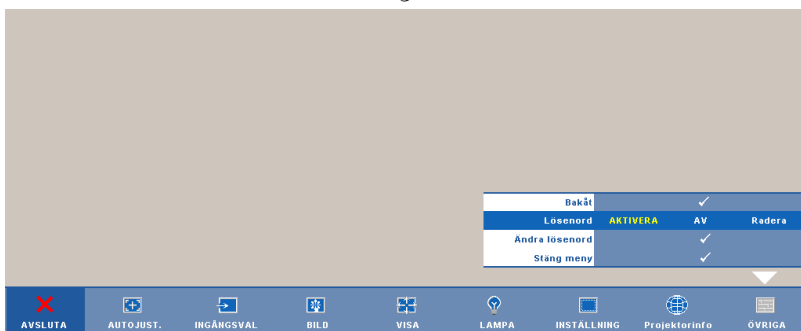 Bakåt
Lösenord AKTIVERA AV Radera
Ändra lösenord
Stäng meny
AVSLUTA AUTOJUST. INGÅNGSVAL BILD VISA LAMPA INSTÄLLNING Projektorinfo ÖVRIGA